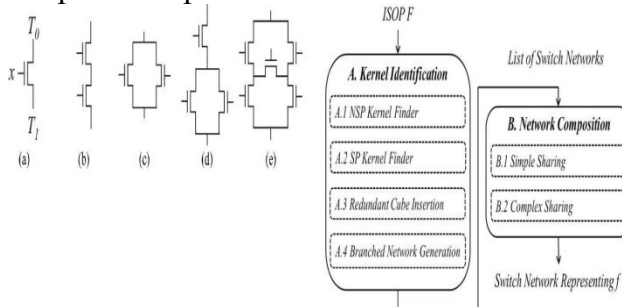 T0
x
T1
(a)
(b)
(c)
(d)
(e)
ISOP F
A. Kernel Identification
A.1 NSP Kernel Finder
A.2 SP Kernel Finder
A.3 Redundant Cube Insertion
A.4 Branched Network Generation
List of Switch Networks
B. Network Composition
B.1 Simple Sharing
B.2 Complex Sharing
Switch Network Representing f